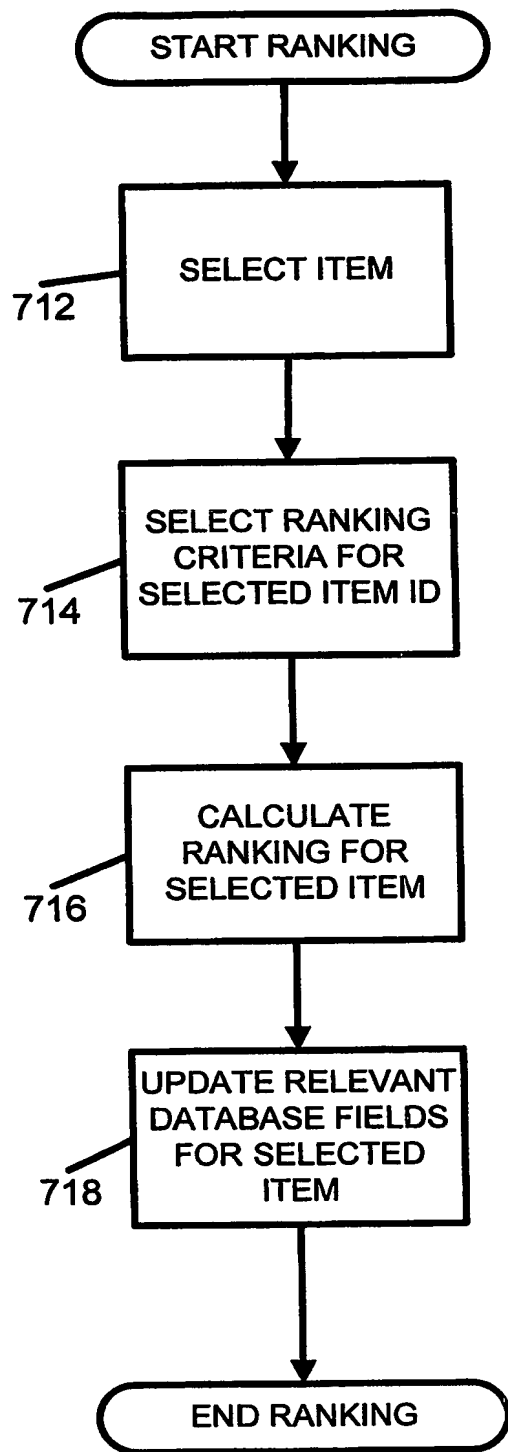 START RANKING
SELECT ITEM
712
SELECT RANKING
CRITERIA FOR
SELECTED ITEM ID
714
CALCULATE
RANKING FOR
SELECTED ITEM
716
UPDATE RELEVANT
DATABASE FIELDS
FOR SELECTED
ITEM
718
END RANKING